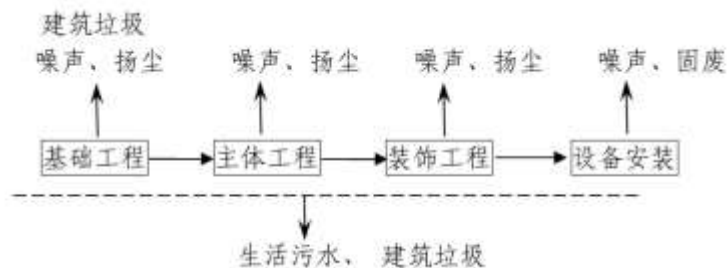 建筑垃圾
噪声、扬尘 噪声、扬尘 噪声、扬尘 噪声、固废
基础工程 主体工程 装饰工程 设备安装
生活污水、 建筑垃圾